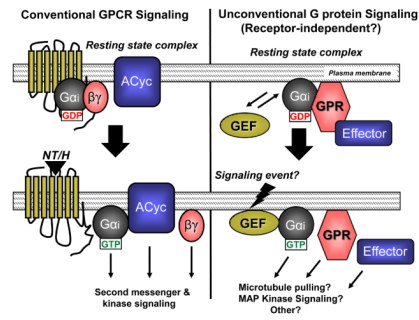 Conventional GPCR Signaling
Resting state complex
ACyc
Gαi
βγ
GDP
NT/H
ACyc
Gαi
βγ
GTP
Second messenger &
kinase signaling
Unconventional G protein Signaling
(Receptor-independent?)
Resting state complex
Plasma membrane
Gαi
GDP
GPR
GEF
Effector
Signaling event?
GEF
Gαi
GTP
GPR
Effector
Microtubule pulling?
MAP Kinase Signaling?
Other?